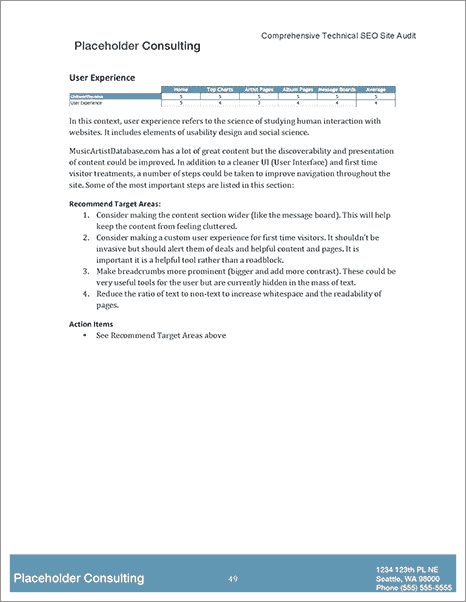 Comprehensive Technical SEO Site Audit
Placeholder Consulting
User Experience
Home Top Charts Artist Pages Album Pages Message Boards Average
5 5 5 5 5 5
User Experience 5 4 3 4 4 4
In this context, user experience refers to the science of studying human interaction with
websites. It includes elements of usability design and social science.
MusicArtistDatabase.com has a lot of great content but the discoverability and presentation
of content could be improved. In addition to a cleaner UI (User Interface) and first time
visitor treatments, a number of steps could be taken to improve navigation throughout the
site. Some of the most important steps are listed in this section:
Recommend Target Areas:
1. Consider making the content section wider (like the message board). This will help
keep the content from feeling cluttered.
2. Consider making a custom user experience for first time visitors. It shouldn't be
invasive but should alert them of deals and helpful content and pages. It is
important it is a helpful tool rather than a roadblock.
3. Make breadcrumbs more prominent (bigger and add more contrast). These could be
very useful tools for the user but are currently hidden in the mass of text.
4. Reduce the ratio of text to non-text to increase whitespace and the readability of
pages.
Action Items
• See Recommend Target Areas above
Placeholder Consulting
49
1234 123th PL NE
Seattle, WA 98000
Phone (555) 555-5555